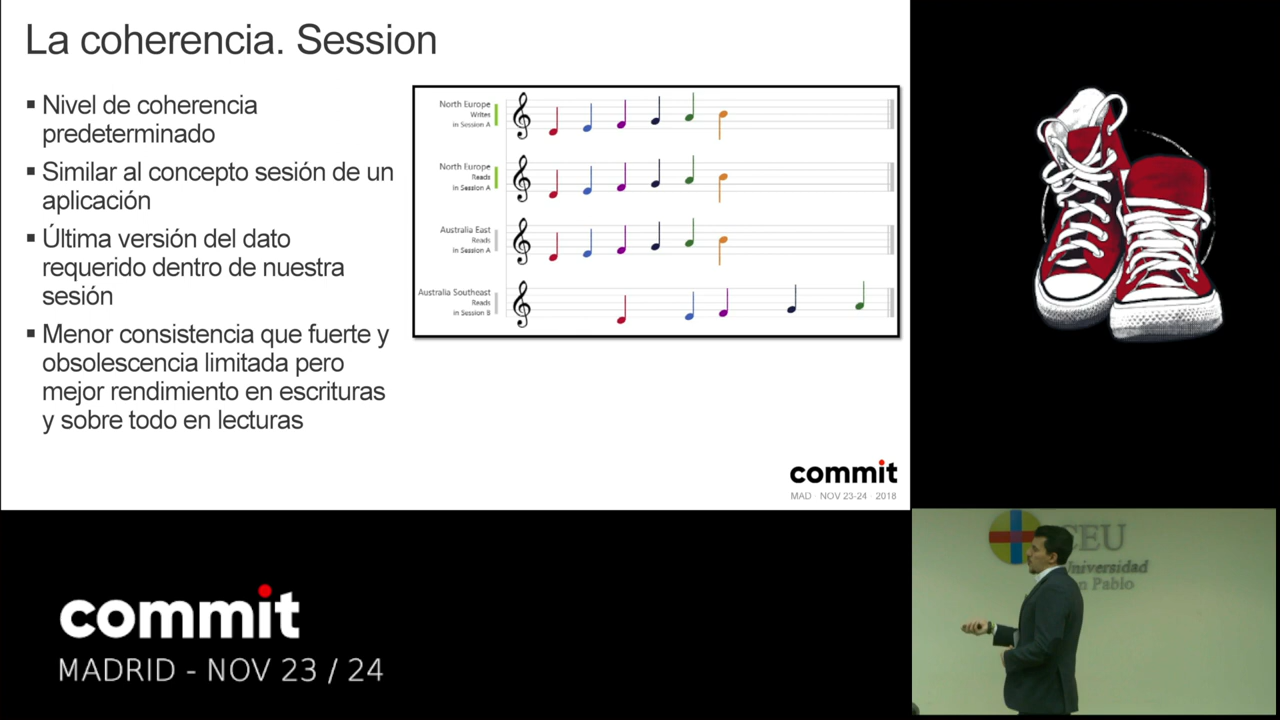 La coherencia. Session
▪ Nivel de coherencia
predeterminado
▪ Similar al concepto sesión de un
aplicación
▪ Última versión del dato
requerido dentro de nuestra
sesión
▪ Menor consistencia que fuerte y
obsolescencia limitada pero
mejor rendimiento en escrituras
y sobre todo en lecturas
North Europe
Writes
in Session A
North Europe
Reads
in Session A
Australia East
Reads
in Session A
Australia Southeast
Reads
in Session B
commit
MAD · NOV 23-24 · 2018
commit
MADRID - NOV 23 / 24
CEU
Universidad
n Pablo